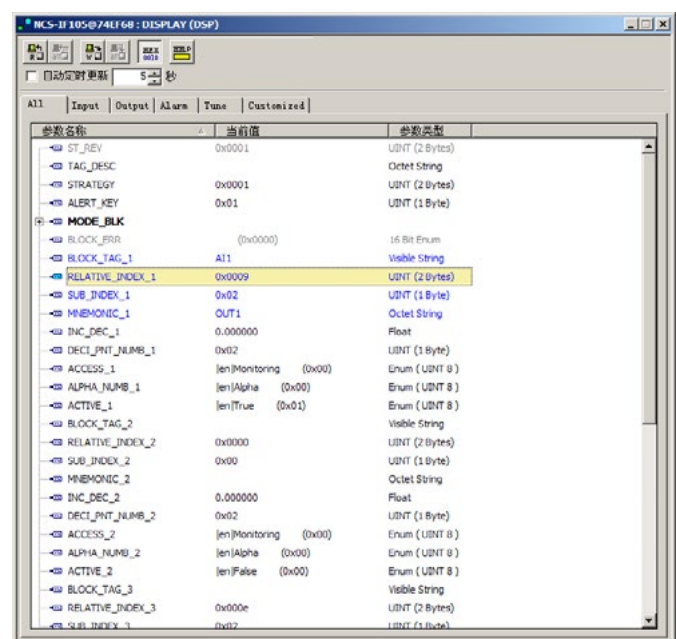 NCS-IF105@74EF68 : DISPLAY (DSP)
自动定时更新 5 秒
All Input Output Alarm Tune Customized
参数名称 当前值 参数类型
ST_REV 0x0001 UINT (2 Bytes)
TAG_DESC Octet String
STRATEGY 0x0001 UINT (2 Bytes)
ALERT_KEY 0x01 UINT (1 Byte)
MODE_BLK
BLOCK_ERR (0x0000) 16 Bit Enum
BLOCK_TAG_1 AI1 Visible String
RELATIVE_INDEX_1 0x0009 UINT (2 Bytes)
SUB_INDEX_1 0x02 UINT (1 Byte)
MNEMONIC_1 OUT1 Octet String
INC_DEC_1 0.000000 Float
DECI_PNT_NUMB_1 0x02 UINT (1 Byte)
ACCESS_1 |en|Monitoring (0x00) Enum ( UINT 8 )
ALPHA_NUMB_1 |en|Alpha (0x00) Enum ( UINT 8 )
ACTIVE_1 |en|True (0x01) Enum ( UINT 8 )
BLOCK_TAG_2 Visible String
RELATIVE_INDEX_2 0x0000 UINT (2 Bytes)
SUB_INDEX_2 0x00 UINT (1 Byte)
MNEMONIC_2 Octet String
INC_DEC_2 0.000000 Float
DECI_PNT_NUMB_2 0x02 UINT (1 Byte)
ACCESS_2 |en|Monitoring (0x00) Enum ( UINT 8 )
ALPHA_NUMB_2 |en|Alpha (0x00) Enum ( UINT 8 )
ACTIVE_2 |en|False (0x00) Enum ( UINT 8 )
BLOCK_TAG_3 Visible String
RELATIVE_INDEX_3 0x000e UINT (2 Bytes)
SUB_INDEX_3 0x02 UINT (1 Byte)